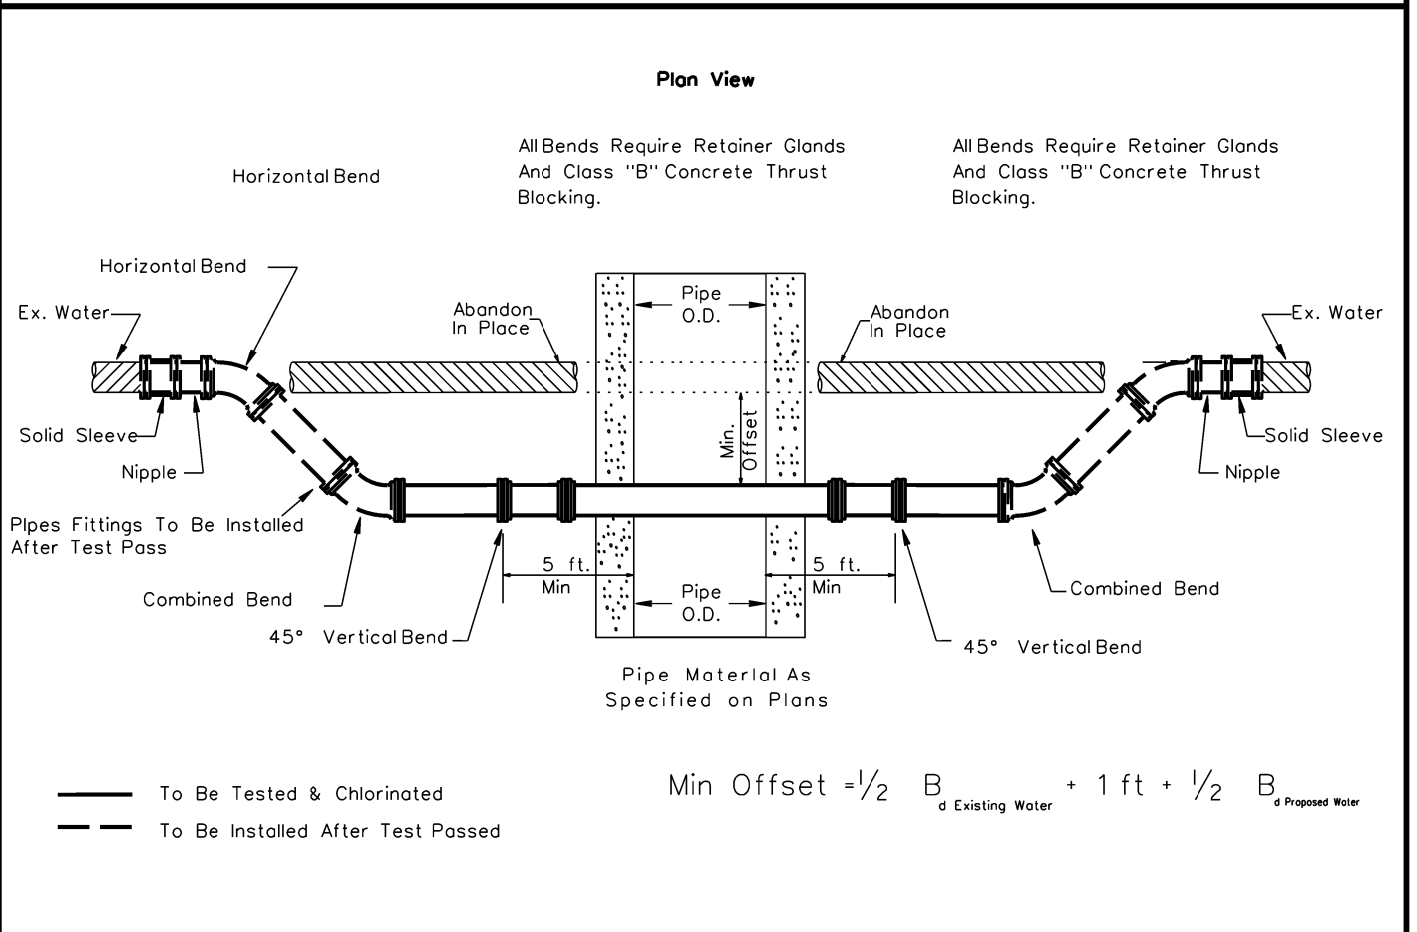 Plan View
All Bends Require Retainer Glands
And Class "B" Concrete Thrust
Blocking.
All Bends Require Retainer Glands
And Class "B" Concrete Thrust
Blocking.
Horizontal Bend
Horizontal Bend
Ex. Water
Abandon
In Place
Pipe
O.D.
Abandon
In Place
Ex. Water
Solid Sleeve
Nipple
Min.
Offset
Solid Sleeve
Nipple
PIpes Fittings To Be Installed
After Test Pass
5 ft.
Min
5 ft.
Min
Combined Bend
Pipe
O.D.
Combined Bend
45° Vertical Bend
45° Vertical Bend
Pipe MaterIal As
Specified on Plans
To Be Tested & Chlorinated
To Be Installed After Test Passed
Min Offset = 1/2 B d Existing Water + 1 ft + 1/2 B d Proposed Water